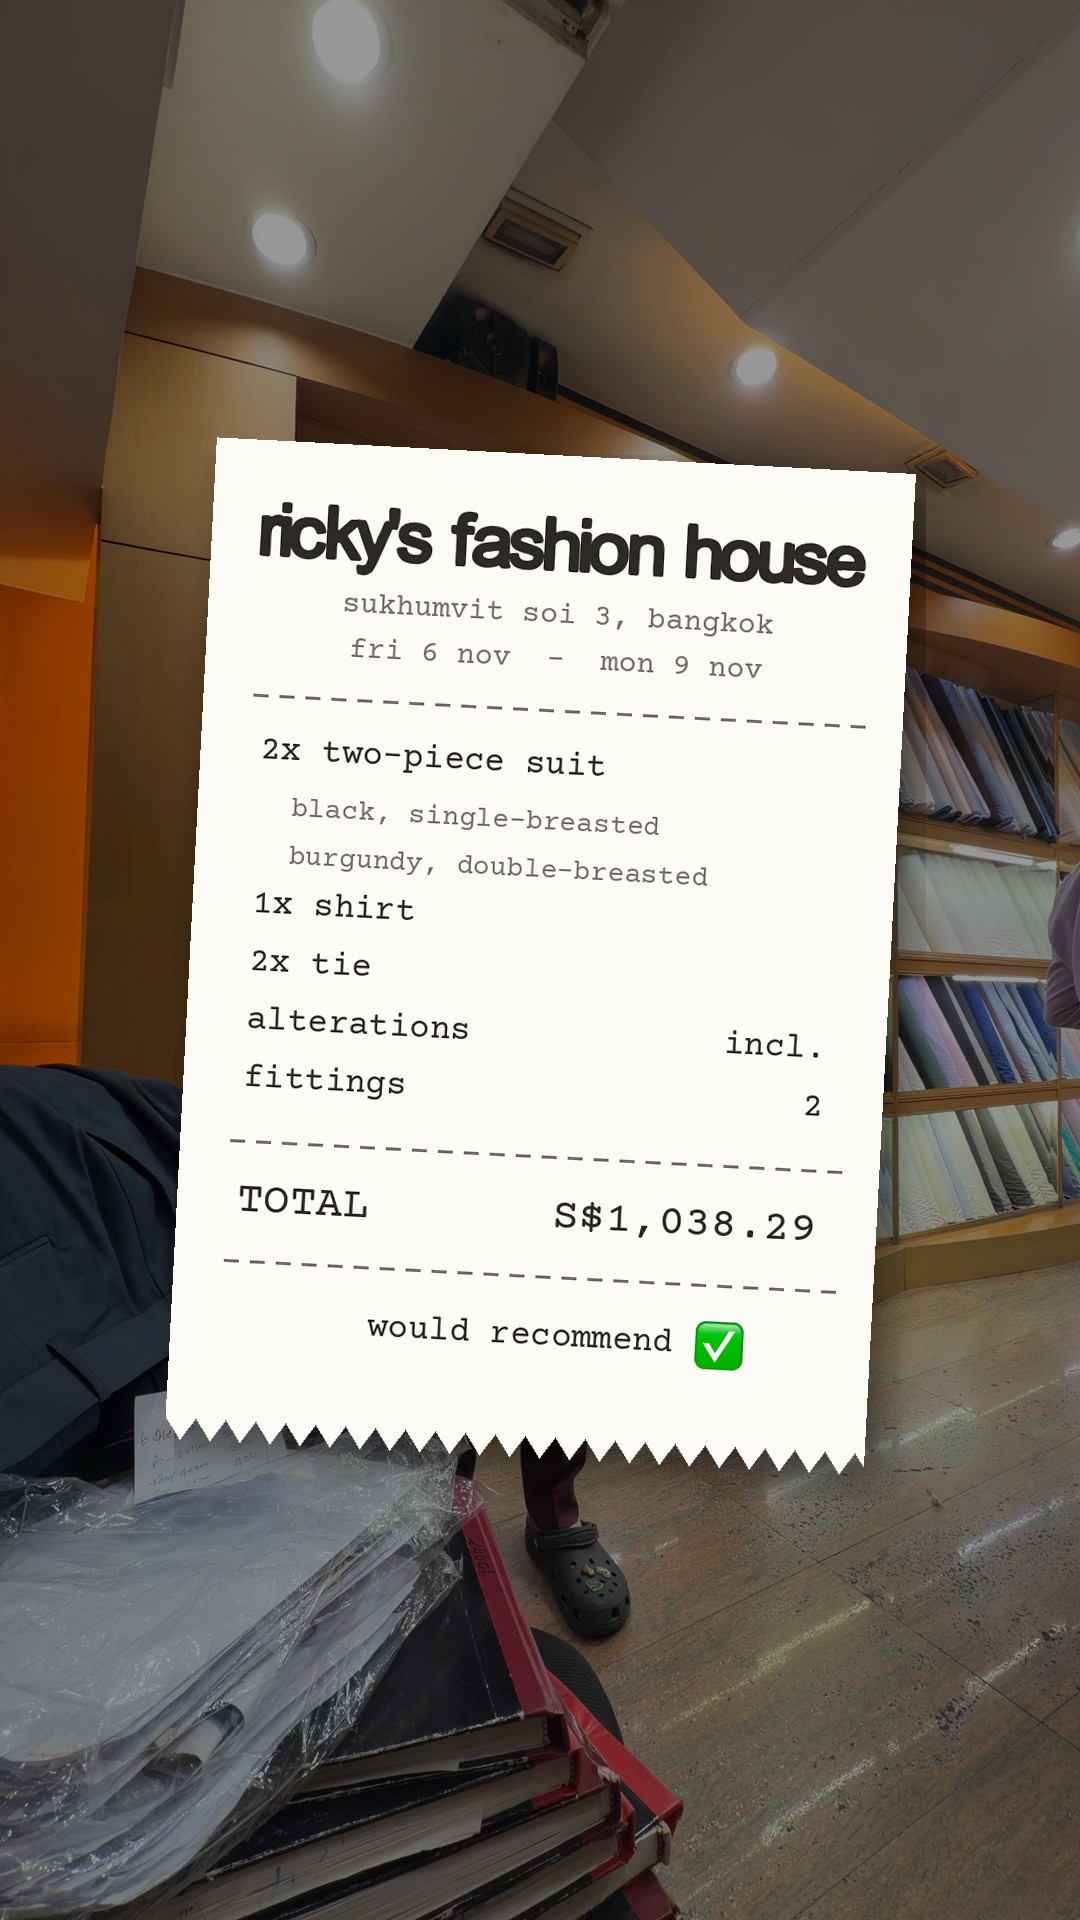 ricky's fashion house
sukhumvit soi 3, bangkok
fri 6 nov – mon 9 nov
2x two-piece suit
black, single-breasted
burgundy, double-breasted
1x shirt
2x tie
alterations incl.
fittings 2
TOTAL S$1,038.29
would recommend ✅